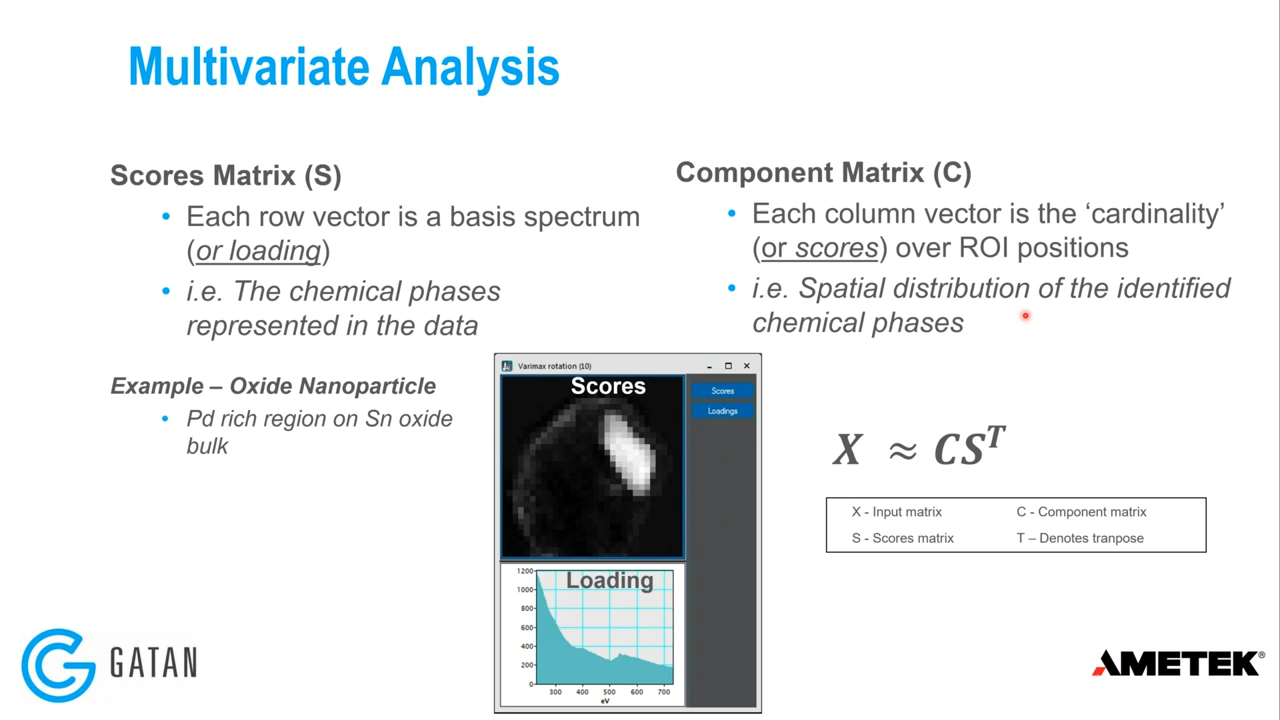 Multivariate Analysis
Scores Matrix (S)
• Each row vector is a basis spectrum
(or loading)
• i.e. The chemical phases
represented in the data
Example – Oxide Nanoparticle
• Pd rich region on Sn oxide
bulk
Component Matrix (C)
• Each column vector is the ‘cardinality’
(or scores) over ROI positions
• i.e. Spatial distribution of the identified
chemical phases
Varimax rotation (10)
Scores
Scores
Loadings
Loading
1200
1000
800
600
400
200
0
300 400 500 600 700
eV
X ≈ CSᵀ
X - Input matrix C - Component matrix
S - Scores matrix T – Denotes tranpose
GATAN
AMETEK®